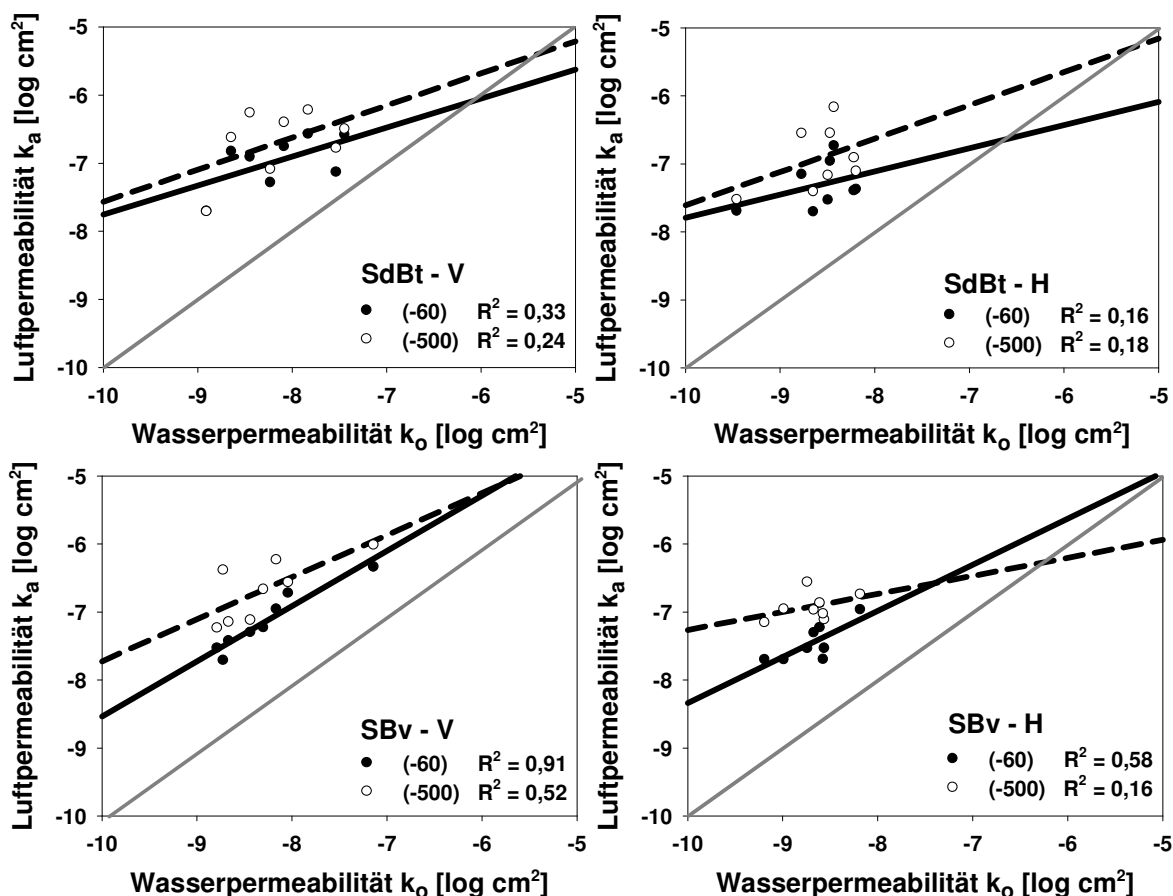 Luftpermeabilität ka [log cm2]
-5
-6
-7
-8
-9
-10
SdBt - V
(-60) R2 = 0,33
(-500) R2 = 0,24
-10 -9 -8 -7 -6 -5
Wasserpermeabilität ko [log cm2]
Luftpermeabilität ka [log cm2]
-5
-6
-7
-8
-9
-10
SdBt - H
(-60) R2 = 0,16
(-500) R2 = 0,18
-10 -9 -8 -7 -6 -5
Wasserpermeabilität ko [log cm2]
Luftpermeabilität ka [log cm2]
-5
-6
-7
-8
-9
-10
SBv - V
(-60) R2 = 0,91
(-500) R2 = 0,52
-10 -9 -8 -7 -6 -5
Wasserpermeabilität ko [log cm2]
Luftpermeabilität ka [log cm2]
-5
-6
-7
-8
-9
-10
SBv - H
(-60) R2 = 0,58
(-500) R2 = 0,16
-10 -9 -8 -7 -6 -5
Wasserpermeabilität ko [log cm2]